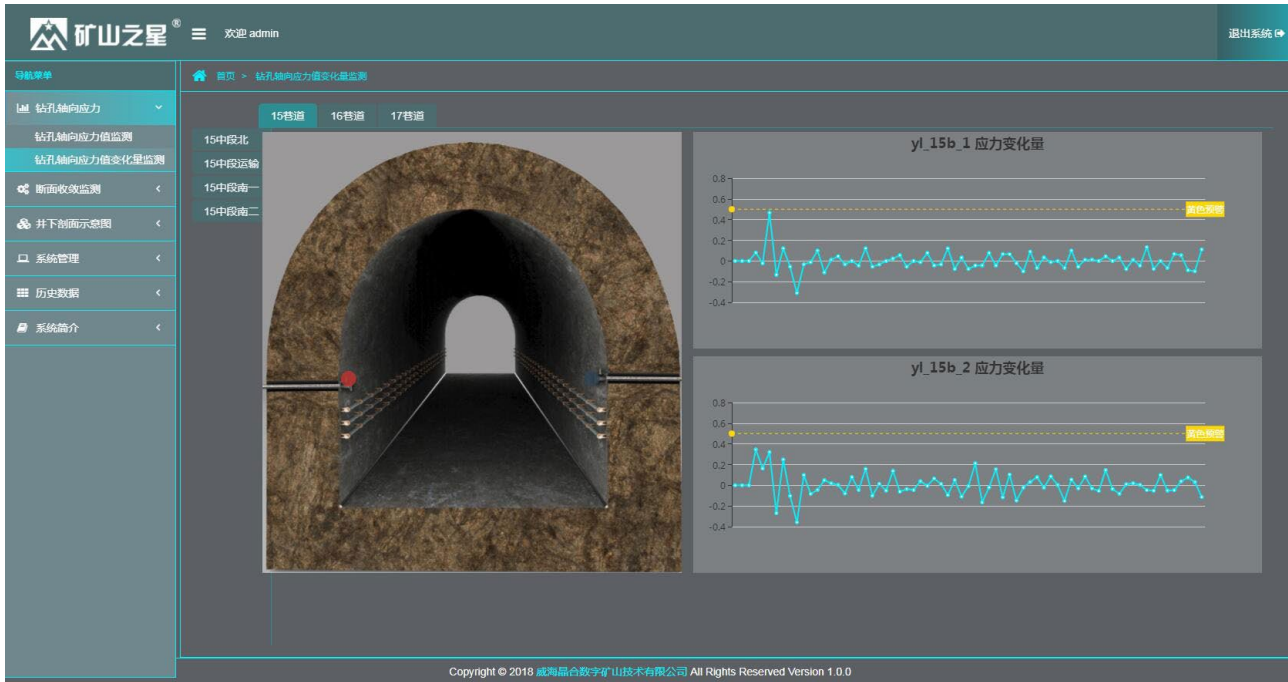 矿山之星®
欢迎 admin
退出系统
导航菜单
首页 > 钻孔轴向应力值变化量监测
钻孔轴向应力
钻孔轴向应力值监测
钻孔轴向应力值变化量监测
断面收敛监测
井下剖面示意图
系统管理
历史数据
系统简介
15巷道
16巷道
17巷道
15中段北
15中段运输
15中段南一
15中段南二
yl_15b_1 应力变化量
0.8
0.6
0.4
0.2
0
-0.2
-0.4
黄色预警
yl_15b_2 应力变化量
0.8
0.6
0.4
0.2
0
-0.2
-0.4
黄色预警
Copyright © 2018 威海晶合数字矿山技术有限公司 All Rights Reserved Version 1.0.0